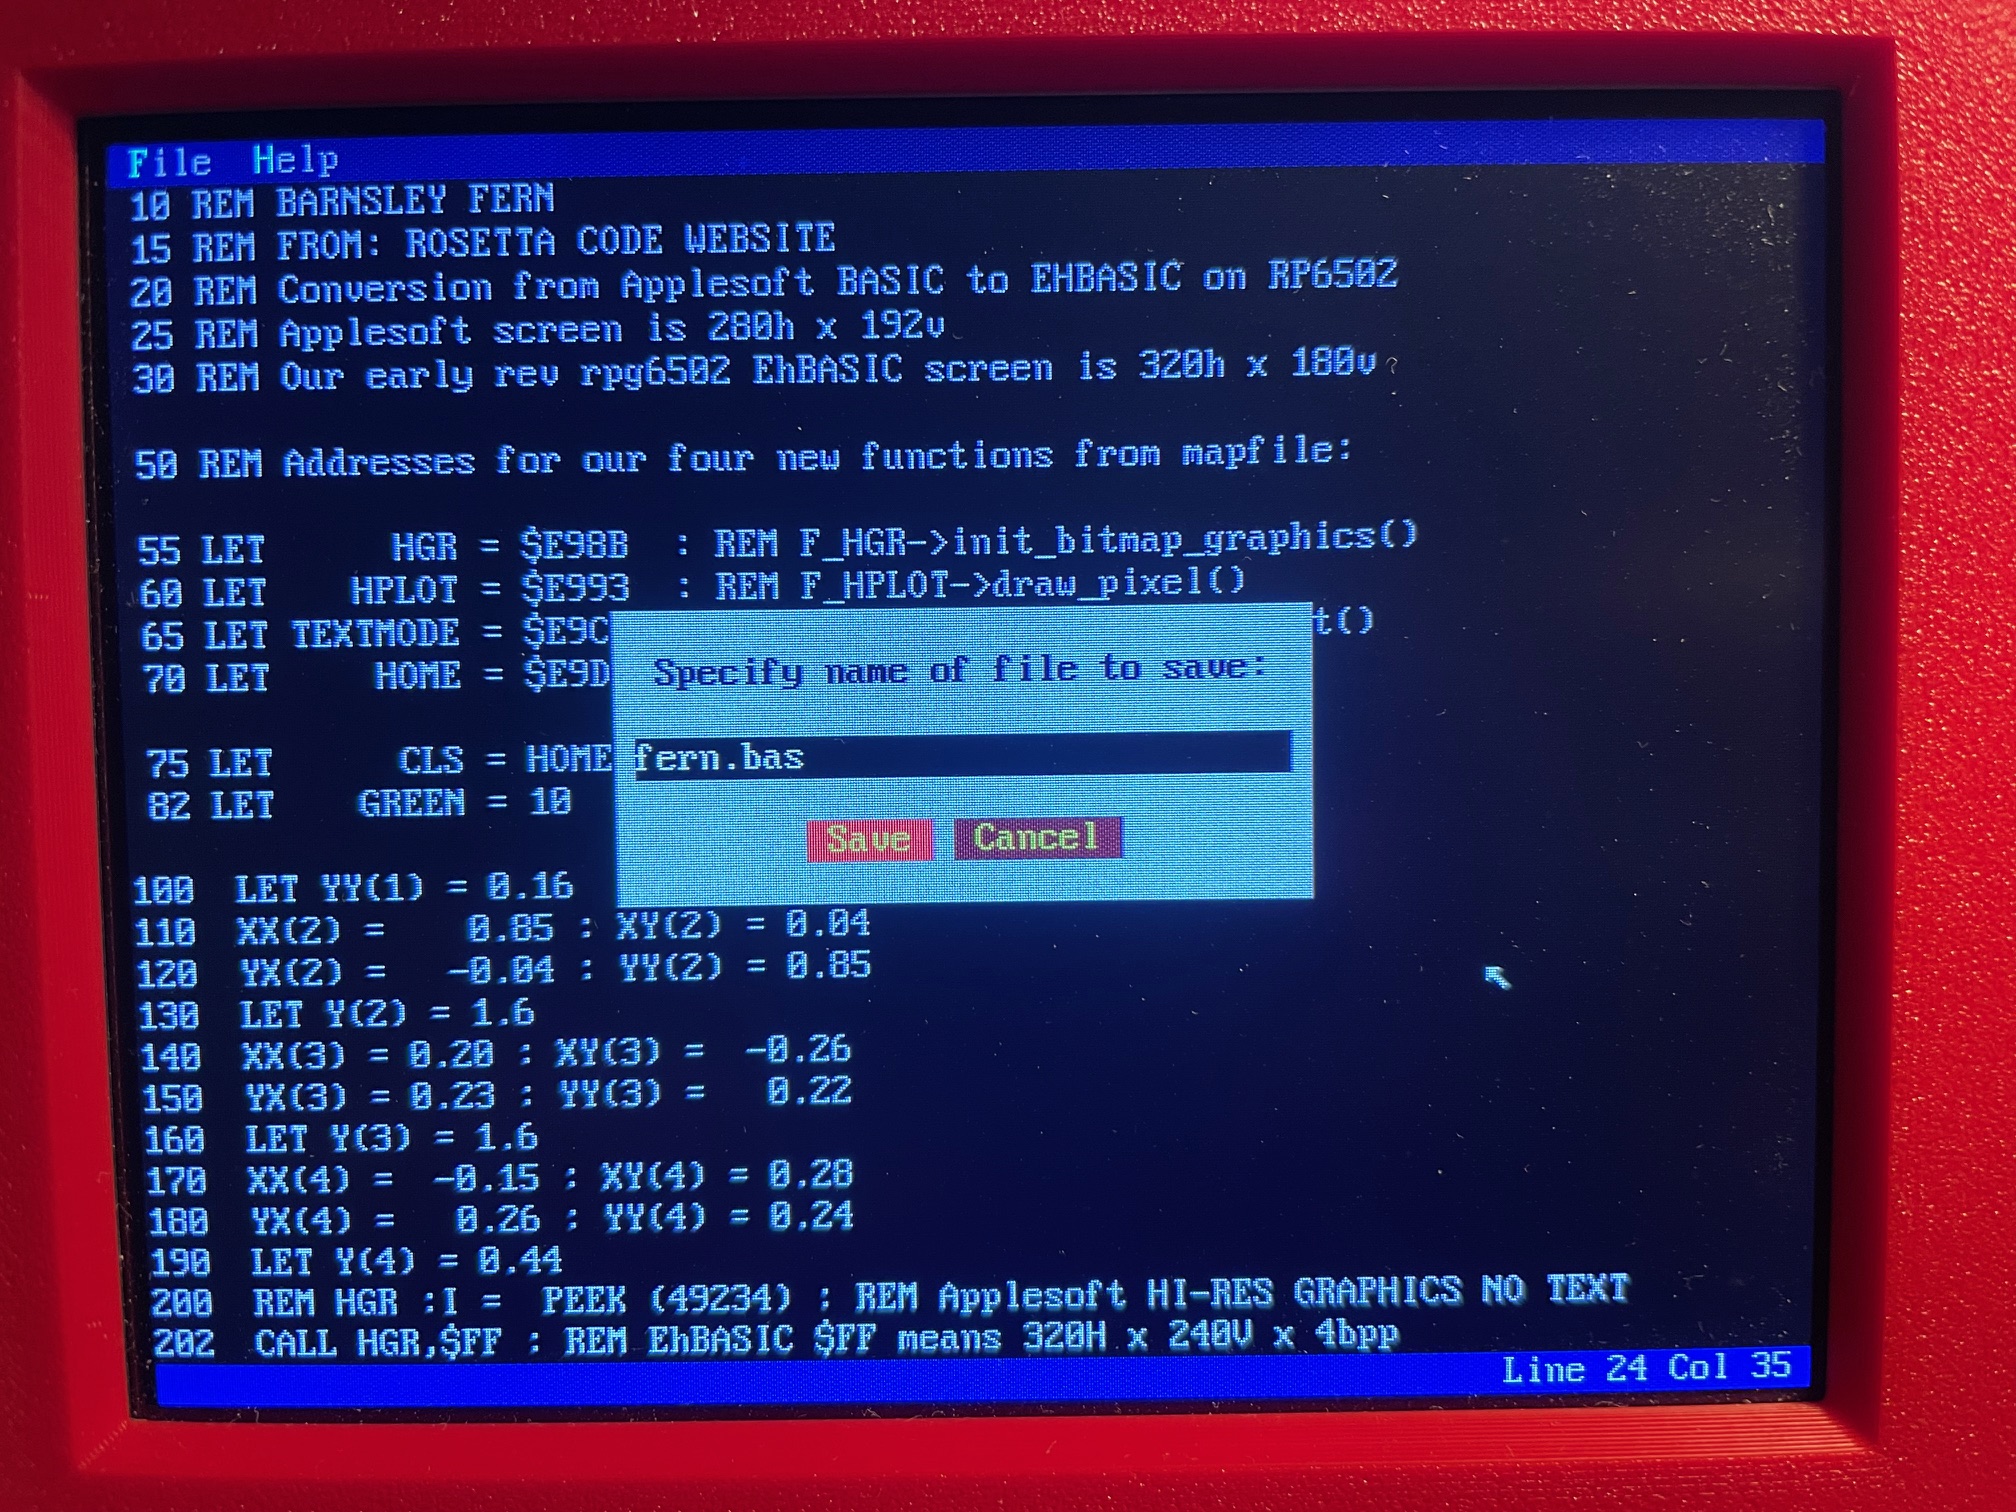 File  Help
10 REM BARNSLEY FERN
15 REM FROM: ROSETTA CODE WEBSITE
20 REM Conversion from Applesoft BASIC to EHBASIC on RP6502
25 REM Applesoft screen is 280h x 192v
30 REM Our early rev rpg6502 EhBASIC screen is 320h x 180v
50 REM Addresses for our four new functions from mapfile:
55 LET      HGR = $E98B  : REM F_HGR->init_bitmap_graphics()
60 LET    HPLOT = $E993  : REM F_HPLOT->draw_pixel()
65 LET TEXTMODE = $E9C t()
70 LET     HOME = $E9D
Specify name of file to save:
75 LET      CLS = HOME
fern.bas
82 LET    GREEN = 10
Save  Cancel
100  LET YY(1) = 0.16
110  XX(2) =    0.85 : XY(2) = 0.04
120  YX(2) =   -0.04 : YY(2) = 0.85
130  LET Y(2) = 1.6
140  XX(3) = 0.20 : XY(3) =  -0.26
150  YX(3) = 0.23 : YY(3) =   0.22
160  LET Y(3) = 1.6
170  XX(4) =  -0.15 : XY(4) = 0.28
180  YX(4) =   0.26 : YY(4) = 0.24
190  LET Y(4) = 0.44
200  REM HGR :I =  PEEK (49234) : REM Applesoft HI-RES GRAPHICS NO TEXT
202  CALL HGR,$FF : REM EhBASIC $FF means 320H x 240V x 4bpp
Line 24 Col 35